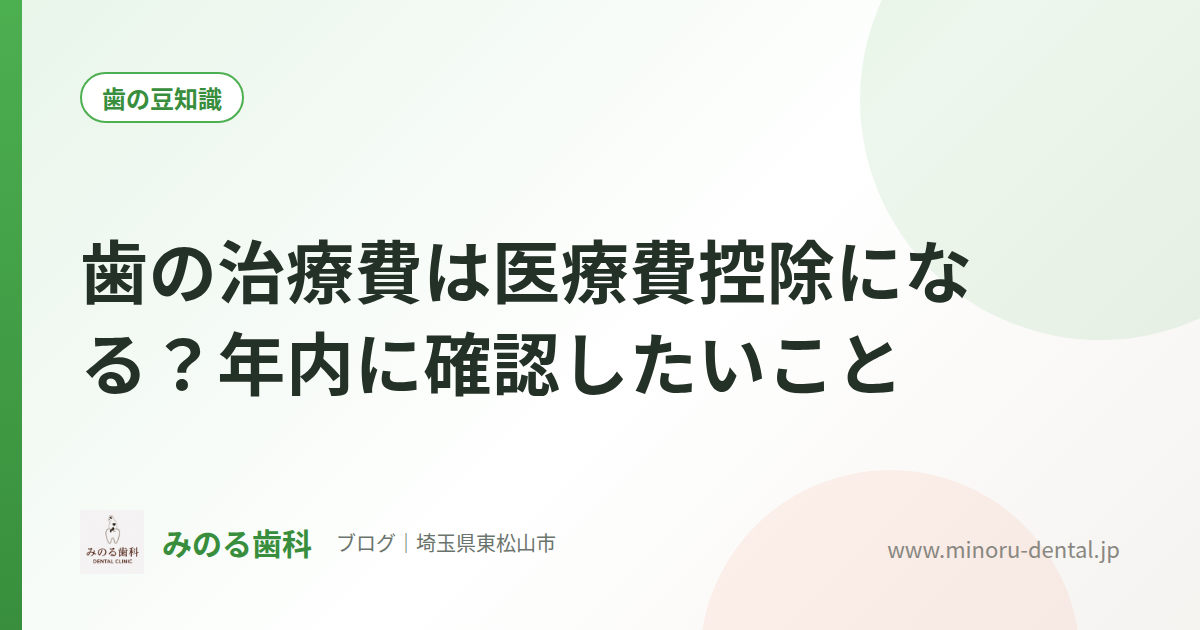 歯の豆知識
歯の治療費は医療費控除にな
る？年内に確認したいこと
みのる歯科
DENTAL CLINIC
みのる歯科
ブログ｜埼玉県東松山市
www.minoru-dental.jp